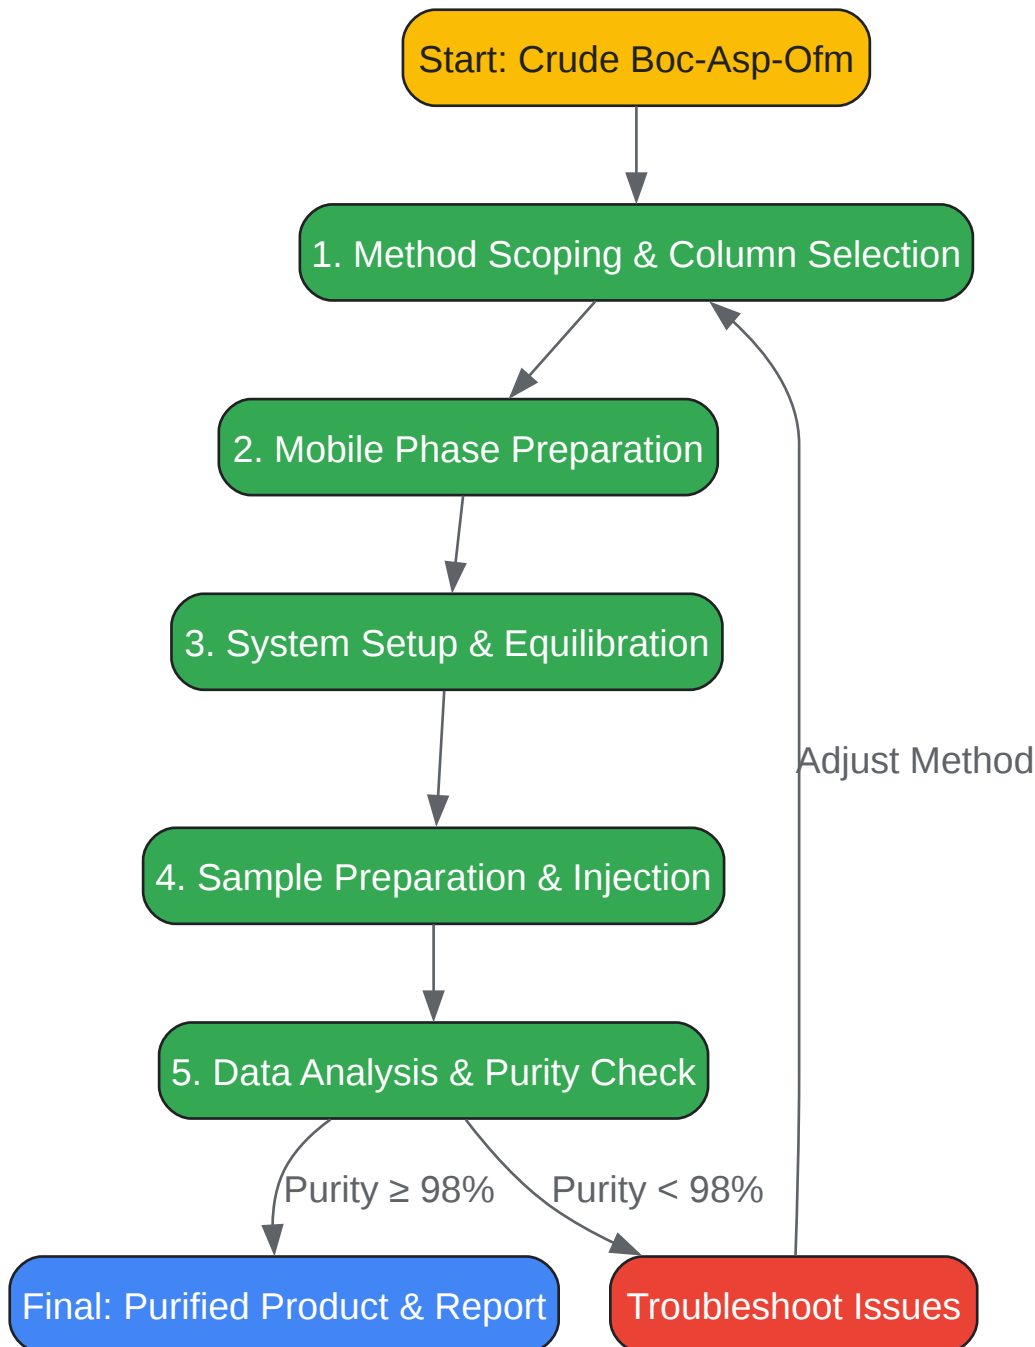 Start: Crude Boc-Asp-Ofm
1. Method Scoping & Column Selection
2. Mobile Phase Preparation
3. System Setup & Equilibration
Adjust Method
4. Sample Preparation & Injection
5. Data Analysis & Purity Check
Purity ≥ 98%
Purity < 98%
Final: Purified Product & Report
Troubleshoot Issues